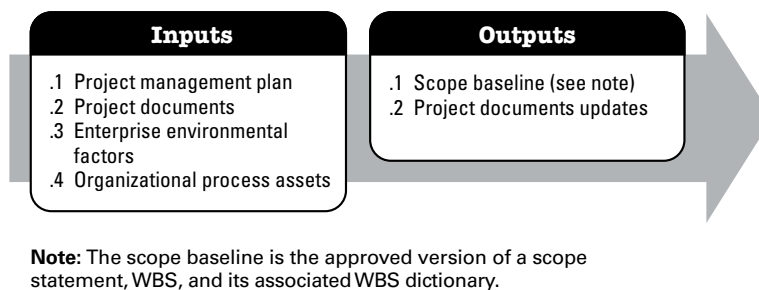 Inputs
.1 Project management plan
.2 Project documents
.3 Enterprise environmental
factors
.4 Organizational process assets
Outputs
.1 Scope baseline (see note)
.2 Project documents updates
Note: The scope baseline is the approved version of a scope
statement, WBS, and its associated WBS dictionary.